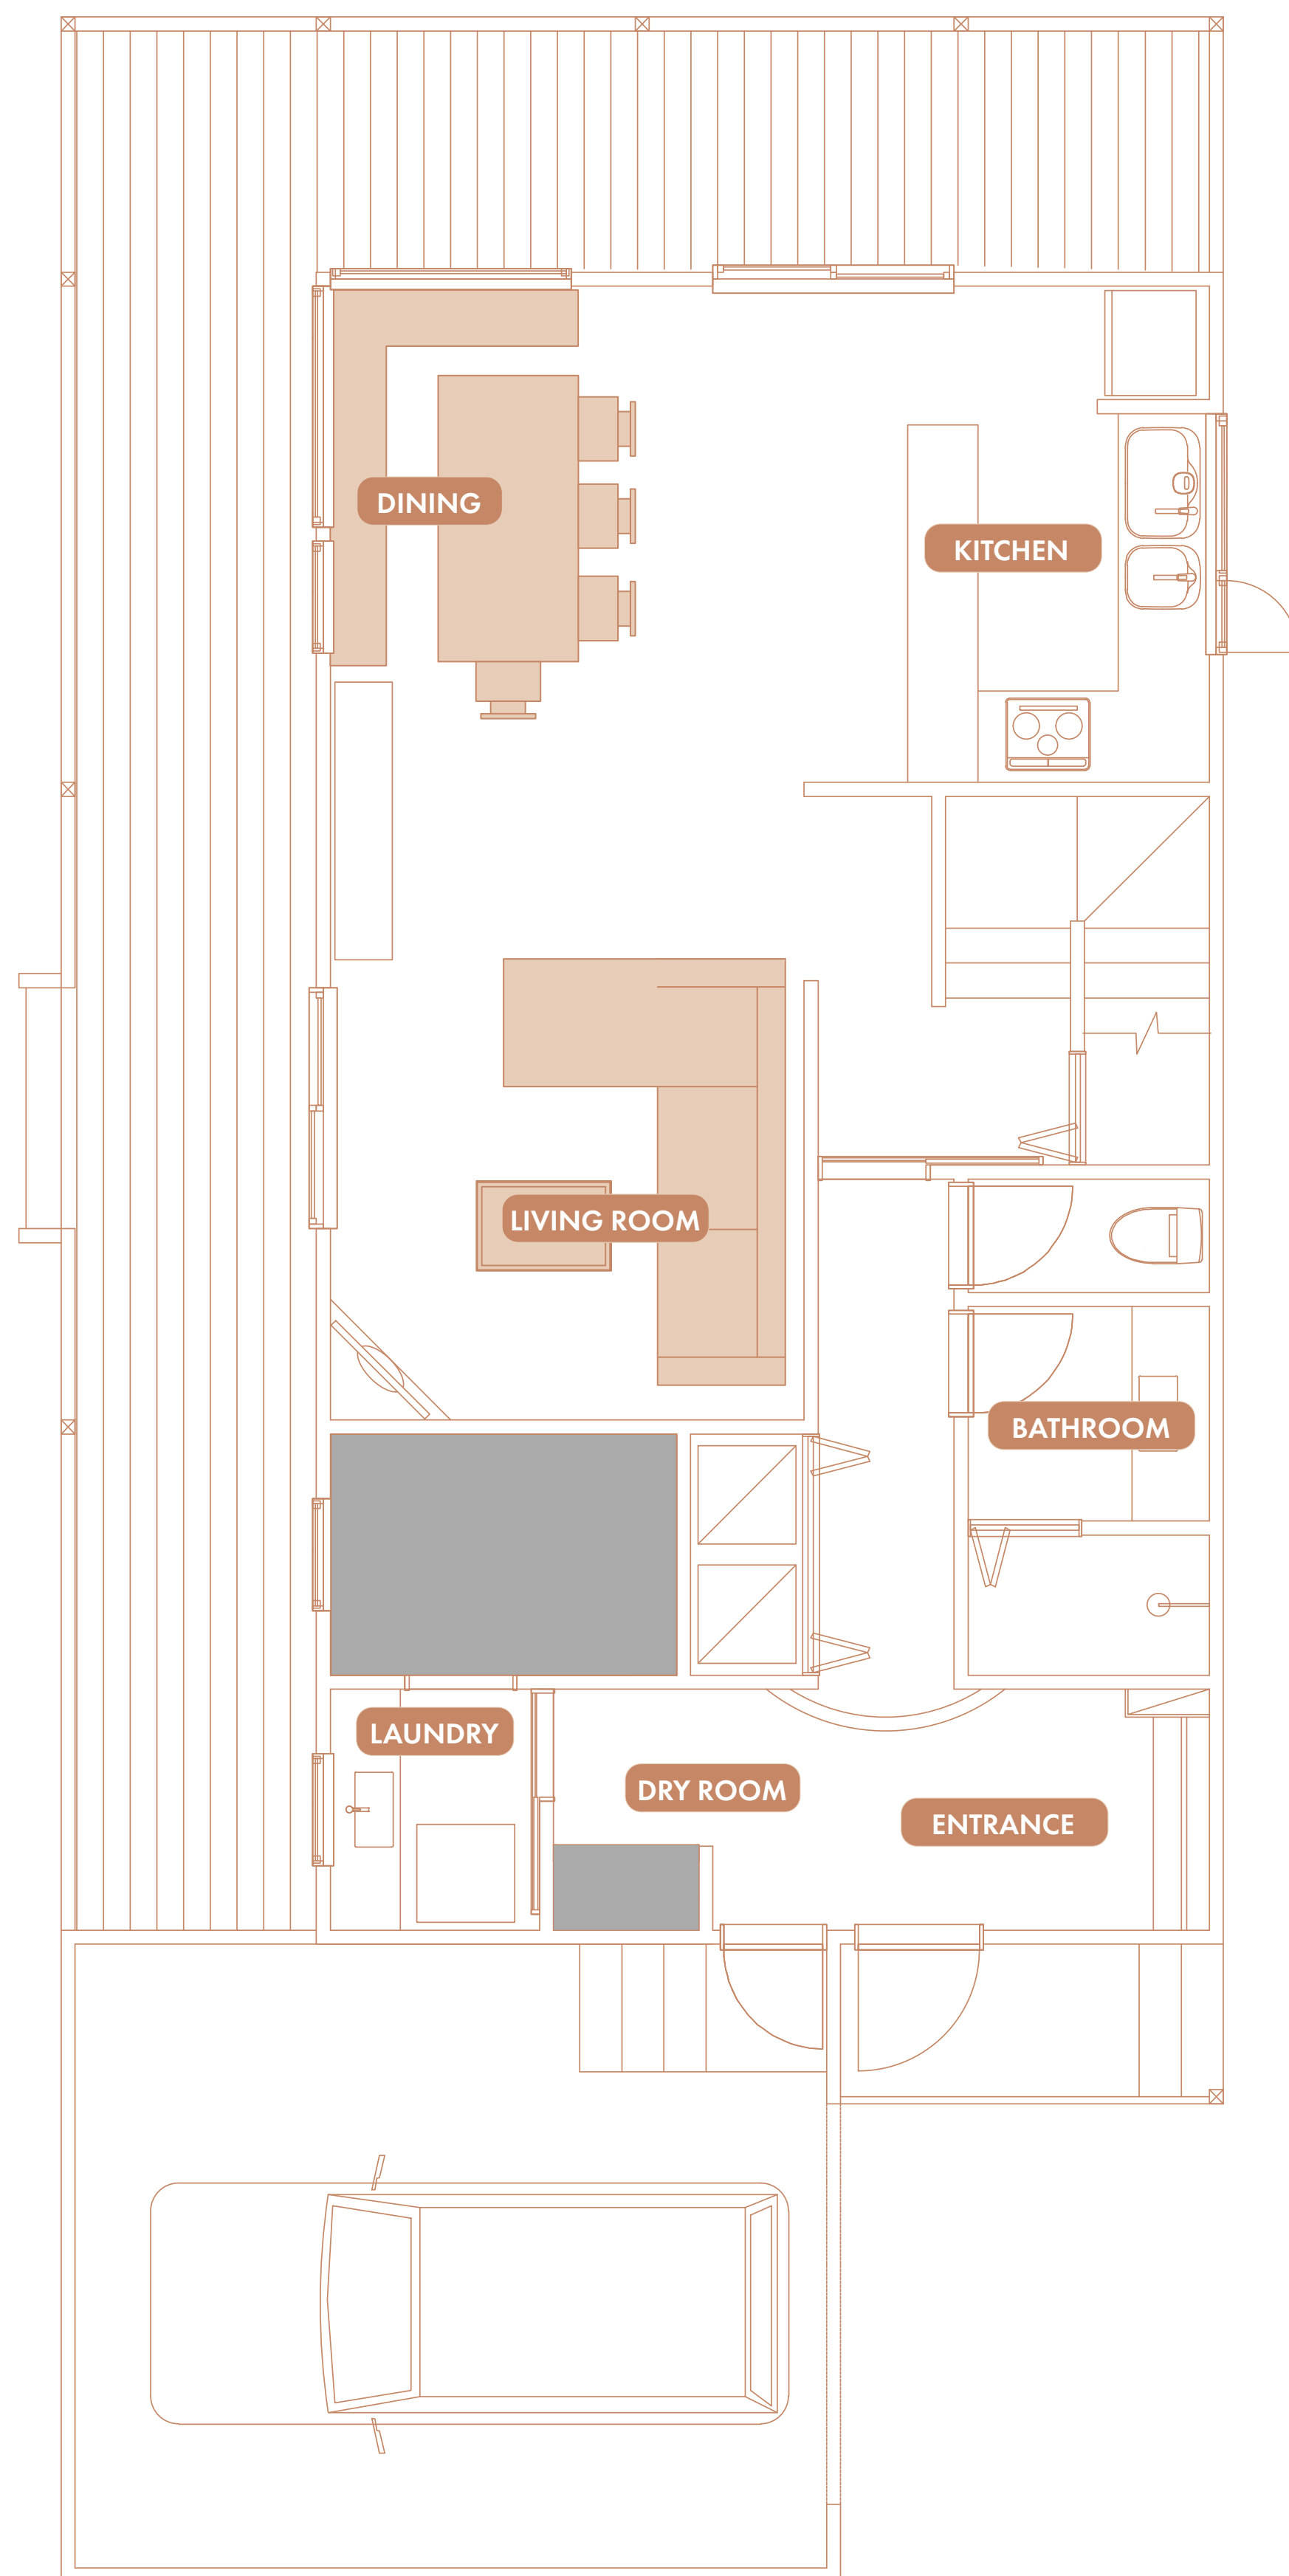 DINING
KITCHEN
LIVING ROOM
BATHROOM
LAUNDRY
DRY ROOM
ENTRANCE